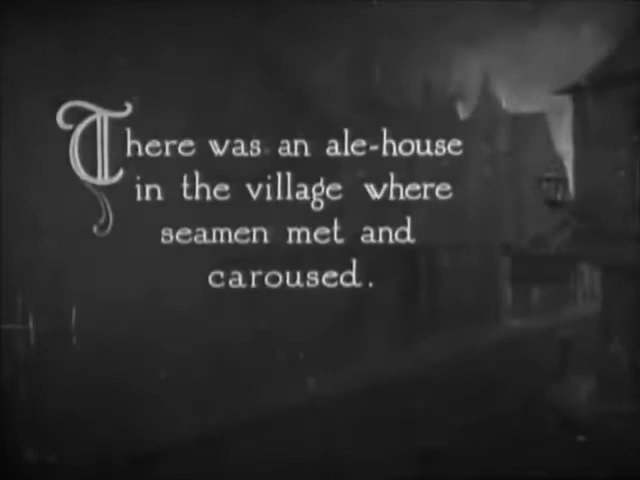 There was an ale-house
in the village where
seamen met and
caroused.